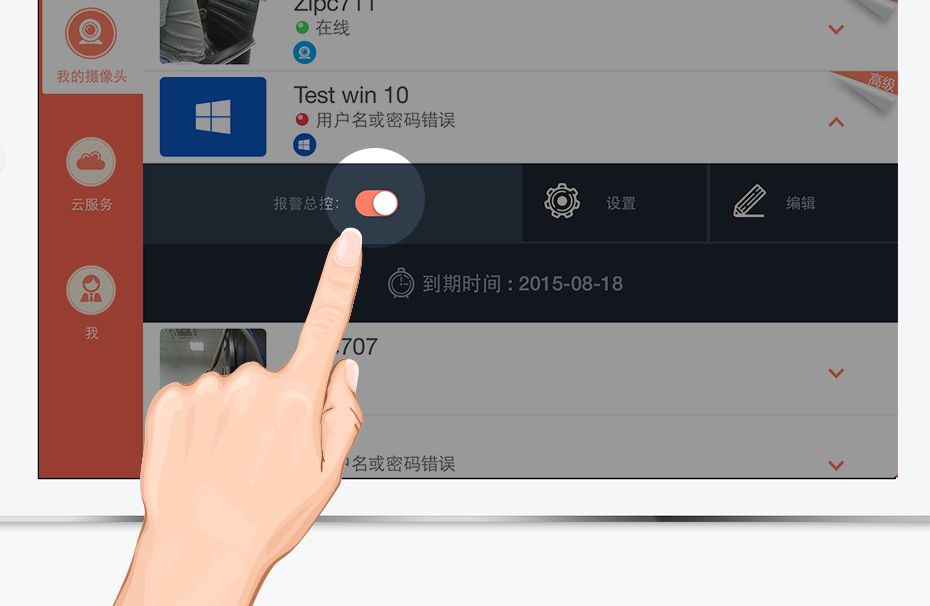 Zipc711
在线
我的摄像头
Test win 10
高级
用户名或密码错误
云服务
报警总控:
设置
编辑
到期时间 : 2015-08-18
我
707
户名或密码错误